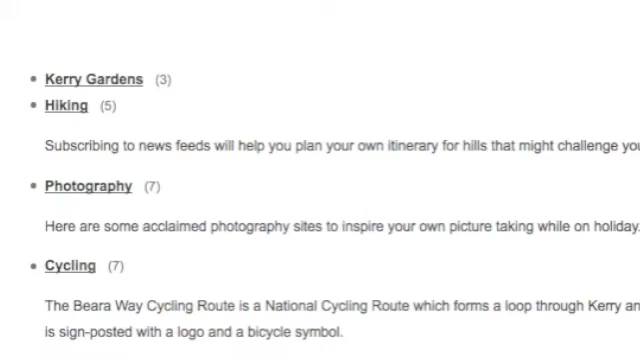 Kerry Gardens (3)
Hiking (5)
Subscribing to news feeds will help you plan your own itinerary for hills that might challenge
Photography (7)
Here are some acclaimed photography sites to inspire your own picture taking while on holiday.
Cycling (7)
The Beara Way Cycling Route is a National Cycling Route which forms a loop through Kerry
is sign-posted with a logo and a bicycle symbol.